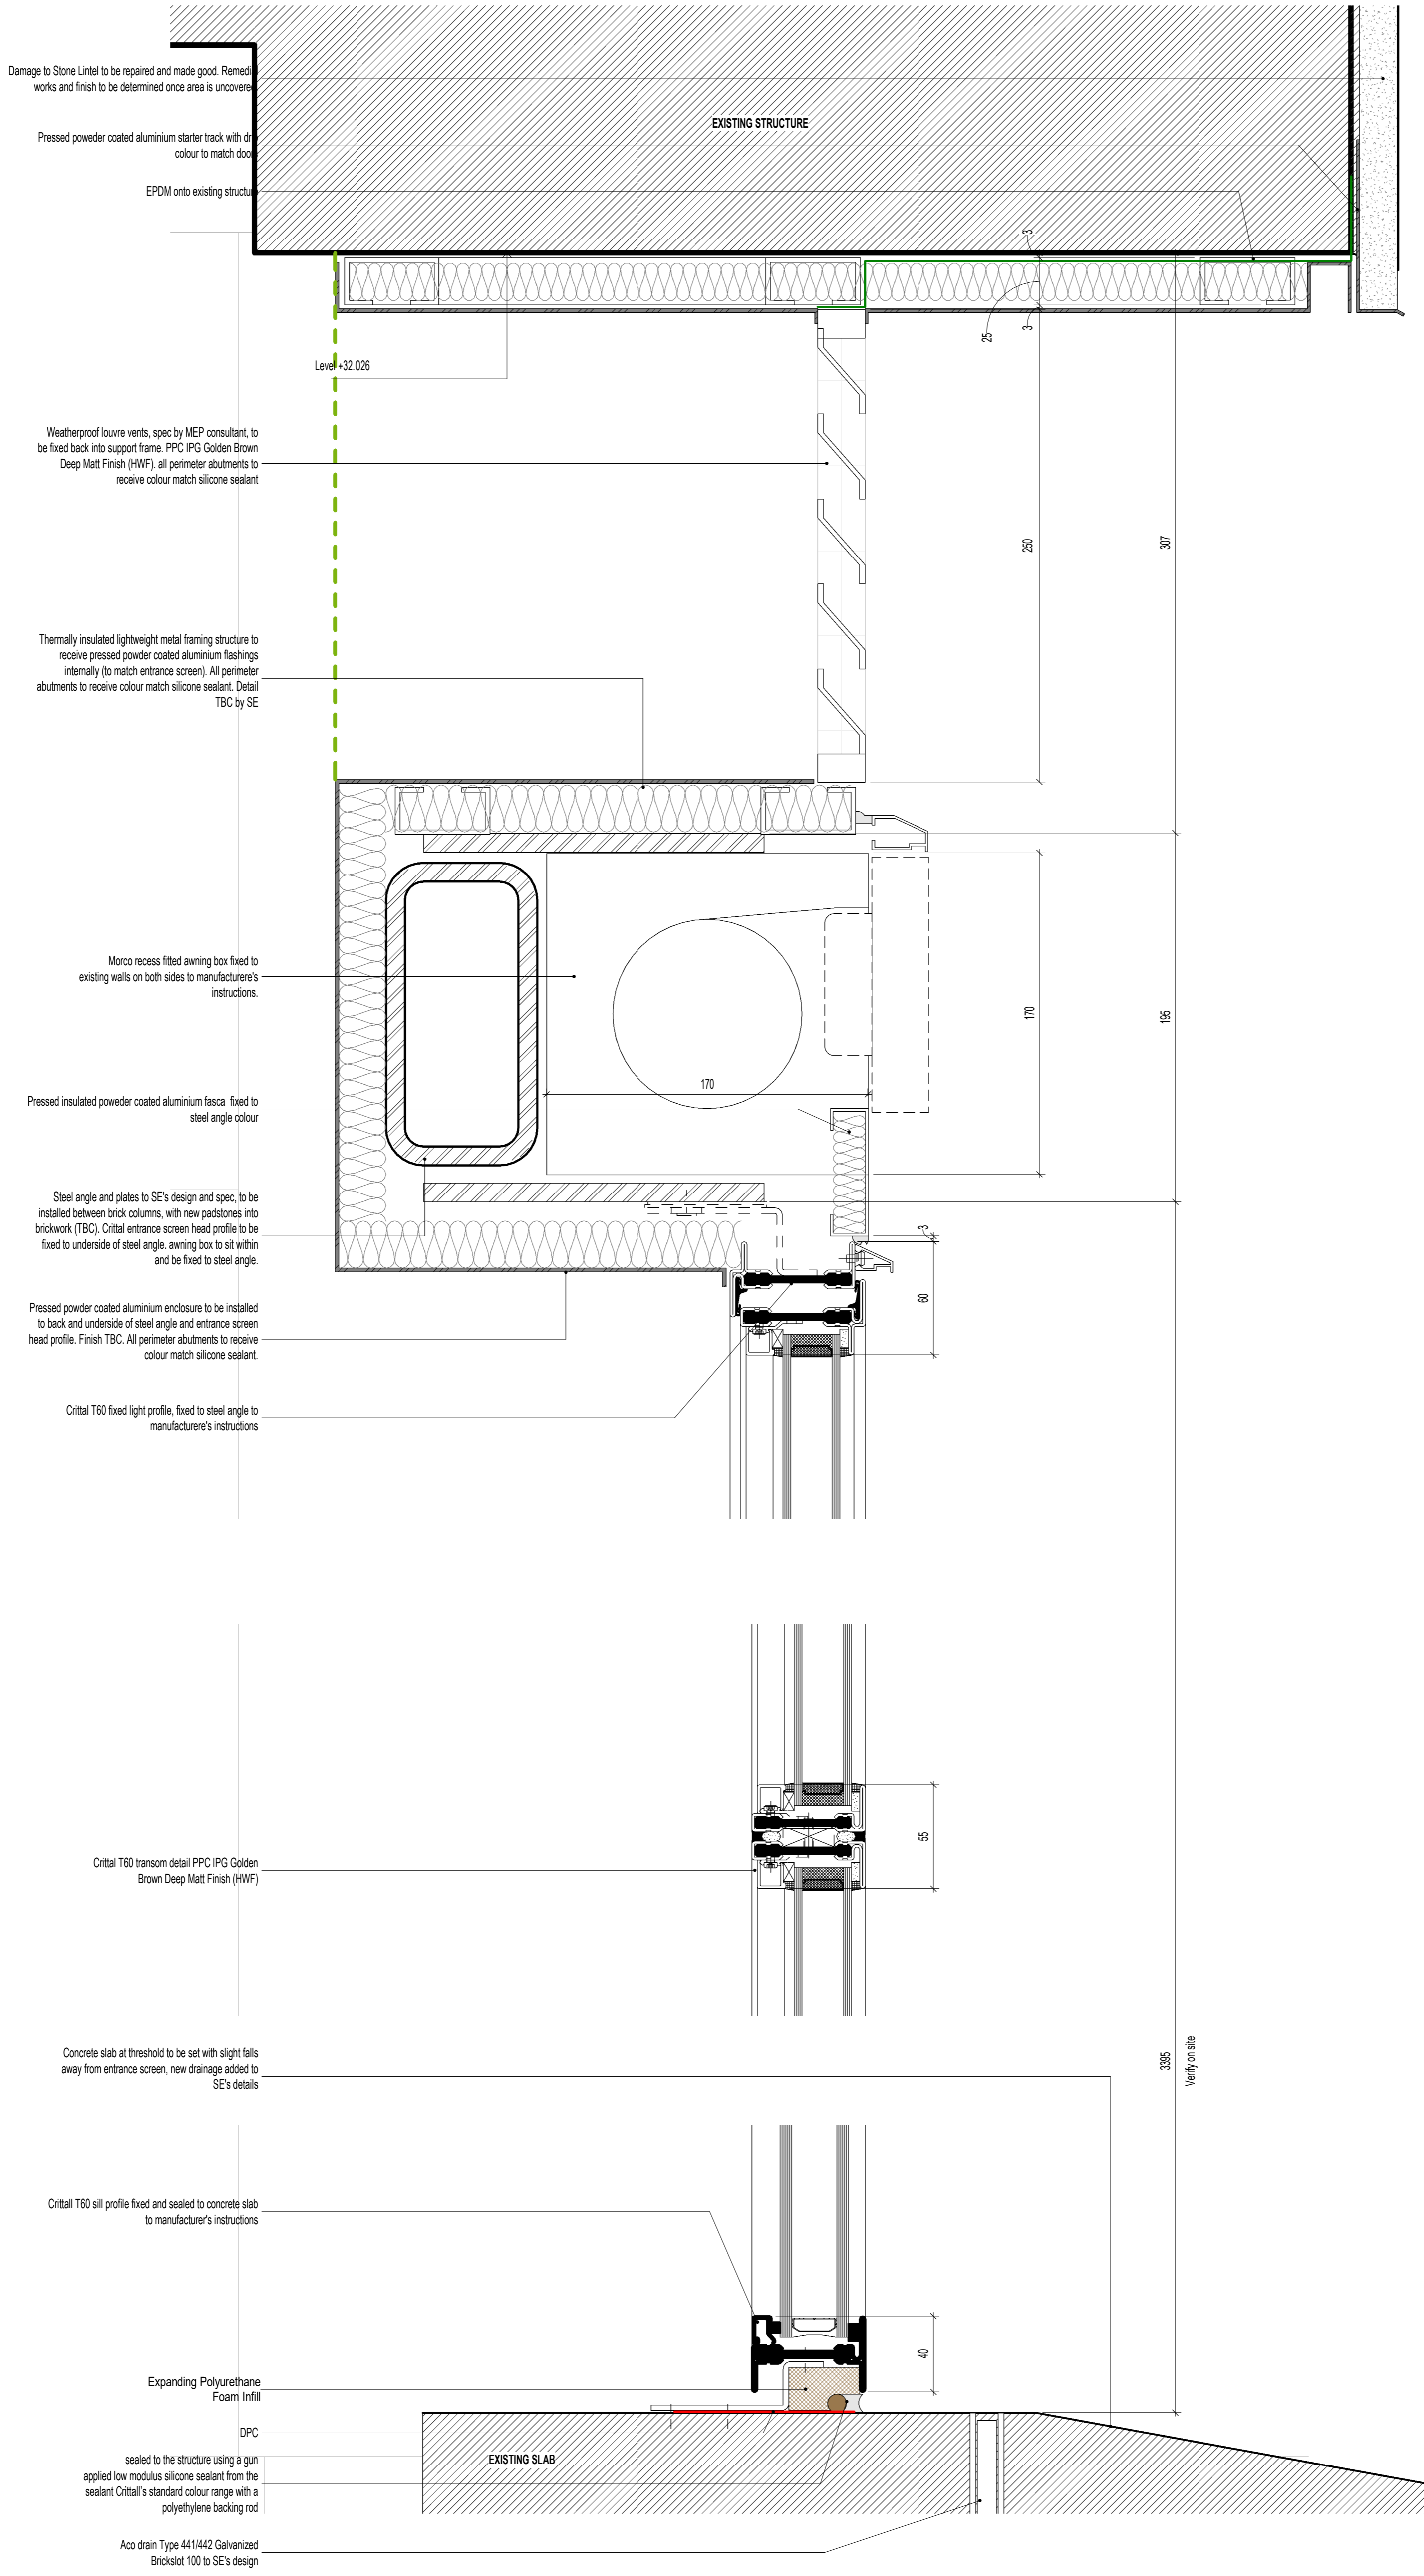 Damage to Stone Lintel to be repaired and made good. Remedi
works and finish to be determined once area is uncovere
EXISTING STRUCTURE
Pressed poweder coated aluminium starter track with dr
colour to match doo
EPDM onto existing structur
3
25
3
Level +32.026
Weatherproof louvre vents, spec by MEP consultant, to
be fixed back into support frame. PPC IPG Golden Brown
Deep Matt Finish (HWF). all perimeter abutments to
receive colour match silicone sealant
250
307
Thermally insulated lightweight metal framing structure to
receive pressed powder coated aluminium flashings
internally (to match entrance screen). All perimeter
abutments to receive colour match silicone sealant. Detail
TBC by SE
Morco recess fitted awning box fixed to
existing walls on both sides to manufacturere's
instructions.
170
195
170
Pressed insulated poweder coated aluminium fasca fixed to
steel angle colour
Steel angle and plates to SE's design and spec, to be
installed between brick columns, with new padstones into
brickwork (TBC). Crittal entrance screen head profile to be
fixed to underside of steel angle. awning box to sit within
and be fixed to steel angle.
3
60
Pressed powder coated aluminium enclosure to be installed
to back and underside of steel angle and entrance screen
head profile. Finish TBC. All perimeter abutments to receive
colour match silicone sealant.
Crittal T60 fixed light profile, fixed to steel angle to
manufacturere's instructions
55
Crittal T60 transom detail PPC IPG Golden
Brown Deep Matt Finish (HWF)
Concrete slab at threshold to be set with slight falls
away from entrance screen, new drainage added to
SE's details
3395
Verify on site
Crittall T60 sill profile fixed and sealed to concrete slab
to manufacturer's instructions
40
Expanding Polyurethane
Foam Infill
DPC
EXISTING SLAB
sealed to the structure using a gun
applied low modulus silicone sealant from the
sealant Crittall's standard colour range with a
polyethylene backing rod
Aco drain Type 441/442 Galvanized
Brickslot 100 to SE's design